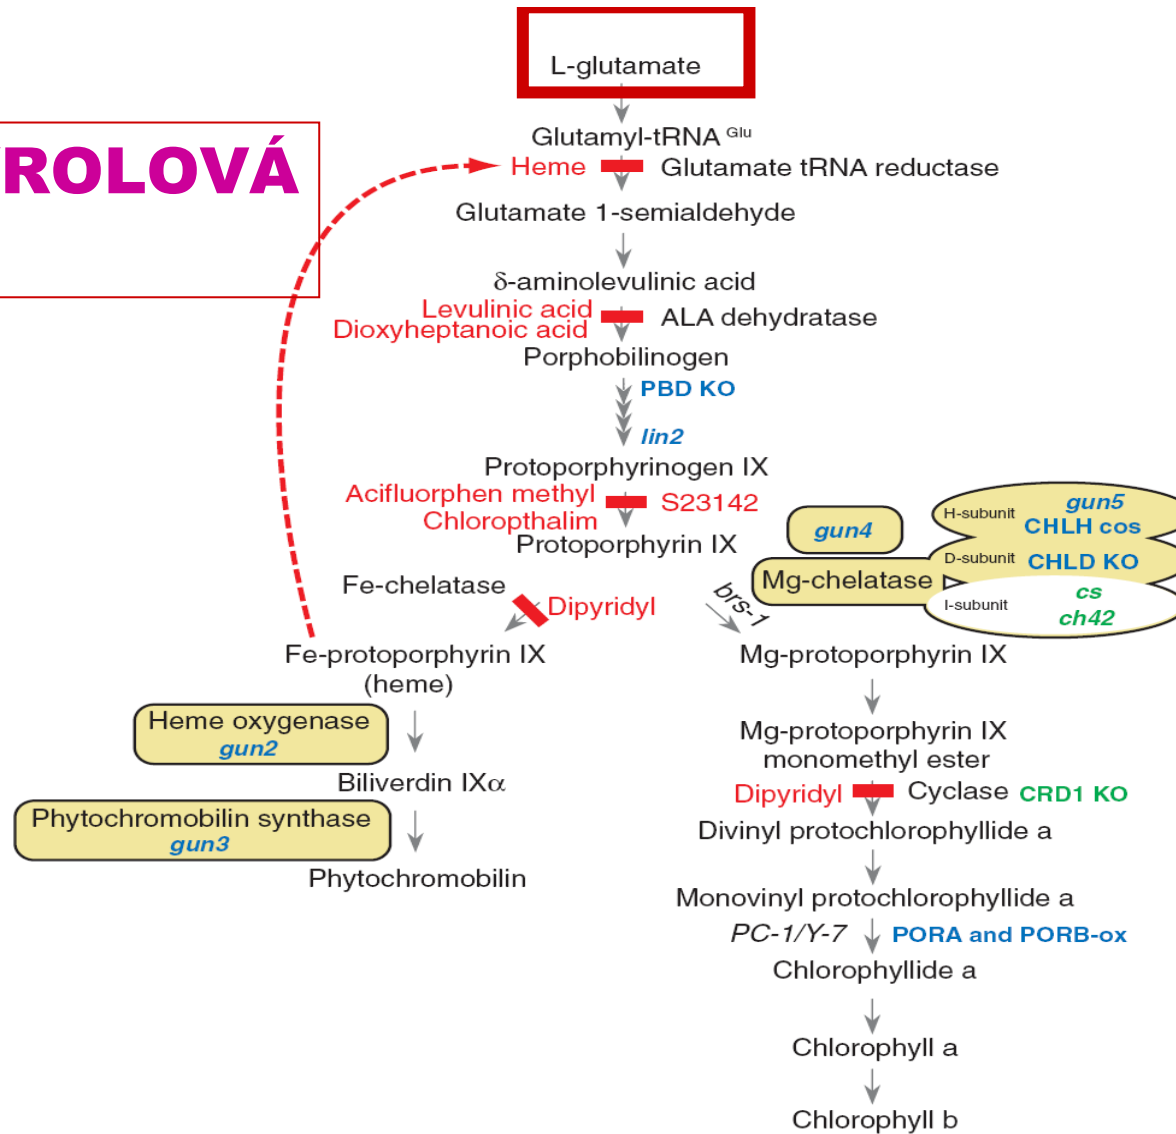 L-glutamate
Glutamyl-tRNA Glu
ROLOVÁ
Heme Glutamate tRNA reductase
Glutamate 1-semialdehyde
δ-aminolevulinic acid
Levulinic acid
Dioxyheptanoic acid
ALA dehydratase
Porphobilinogen
PBD KO
lin2
Protoporphyrinogen IX
Acifluorphen methyl
Chloropthalim
S23142
Protoporphyrin IX
gun4
H-subunit
gun5
CHLH cos
D-subunit CHLD KO
I-subunit
cs
ch42
Mg-chelatase
Fe-chelatase
Dipyridyl
brs-1
Fe-protoporphyrin IX
(heme)
Mg-protoporphyrin IX
Heme oxygenase
gun2
Mg-protoporphyrin IX
monomethyl ester
Biliverdin IXα
Dipyridyl Cyclase CRD1 KO
Phytochromobilin synthase
gun3
Divinyl protochlorophyllide a
Phytochromobilin
Monovinyl protochlorophyllide a
PC-1/Y-7 PORA and PORB-ox
Chlorophyllide a
Chlorophyll a
Chlorophyll b